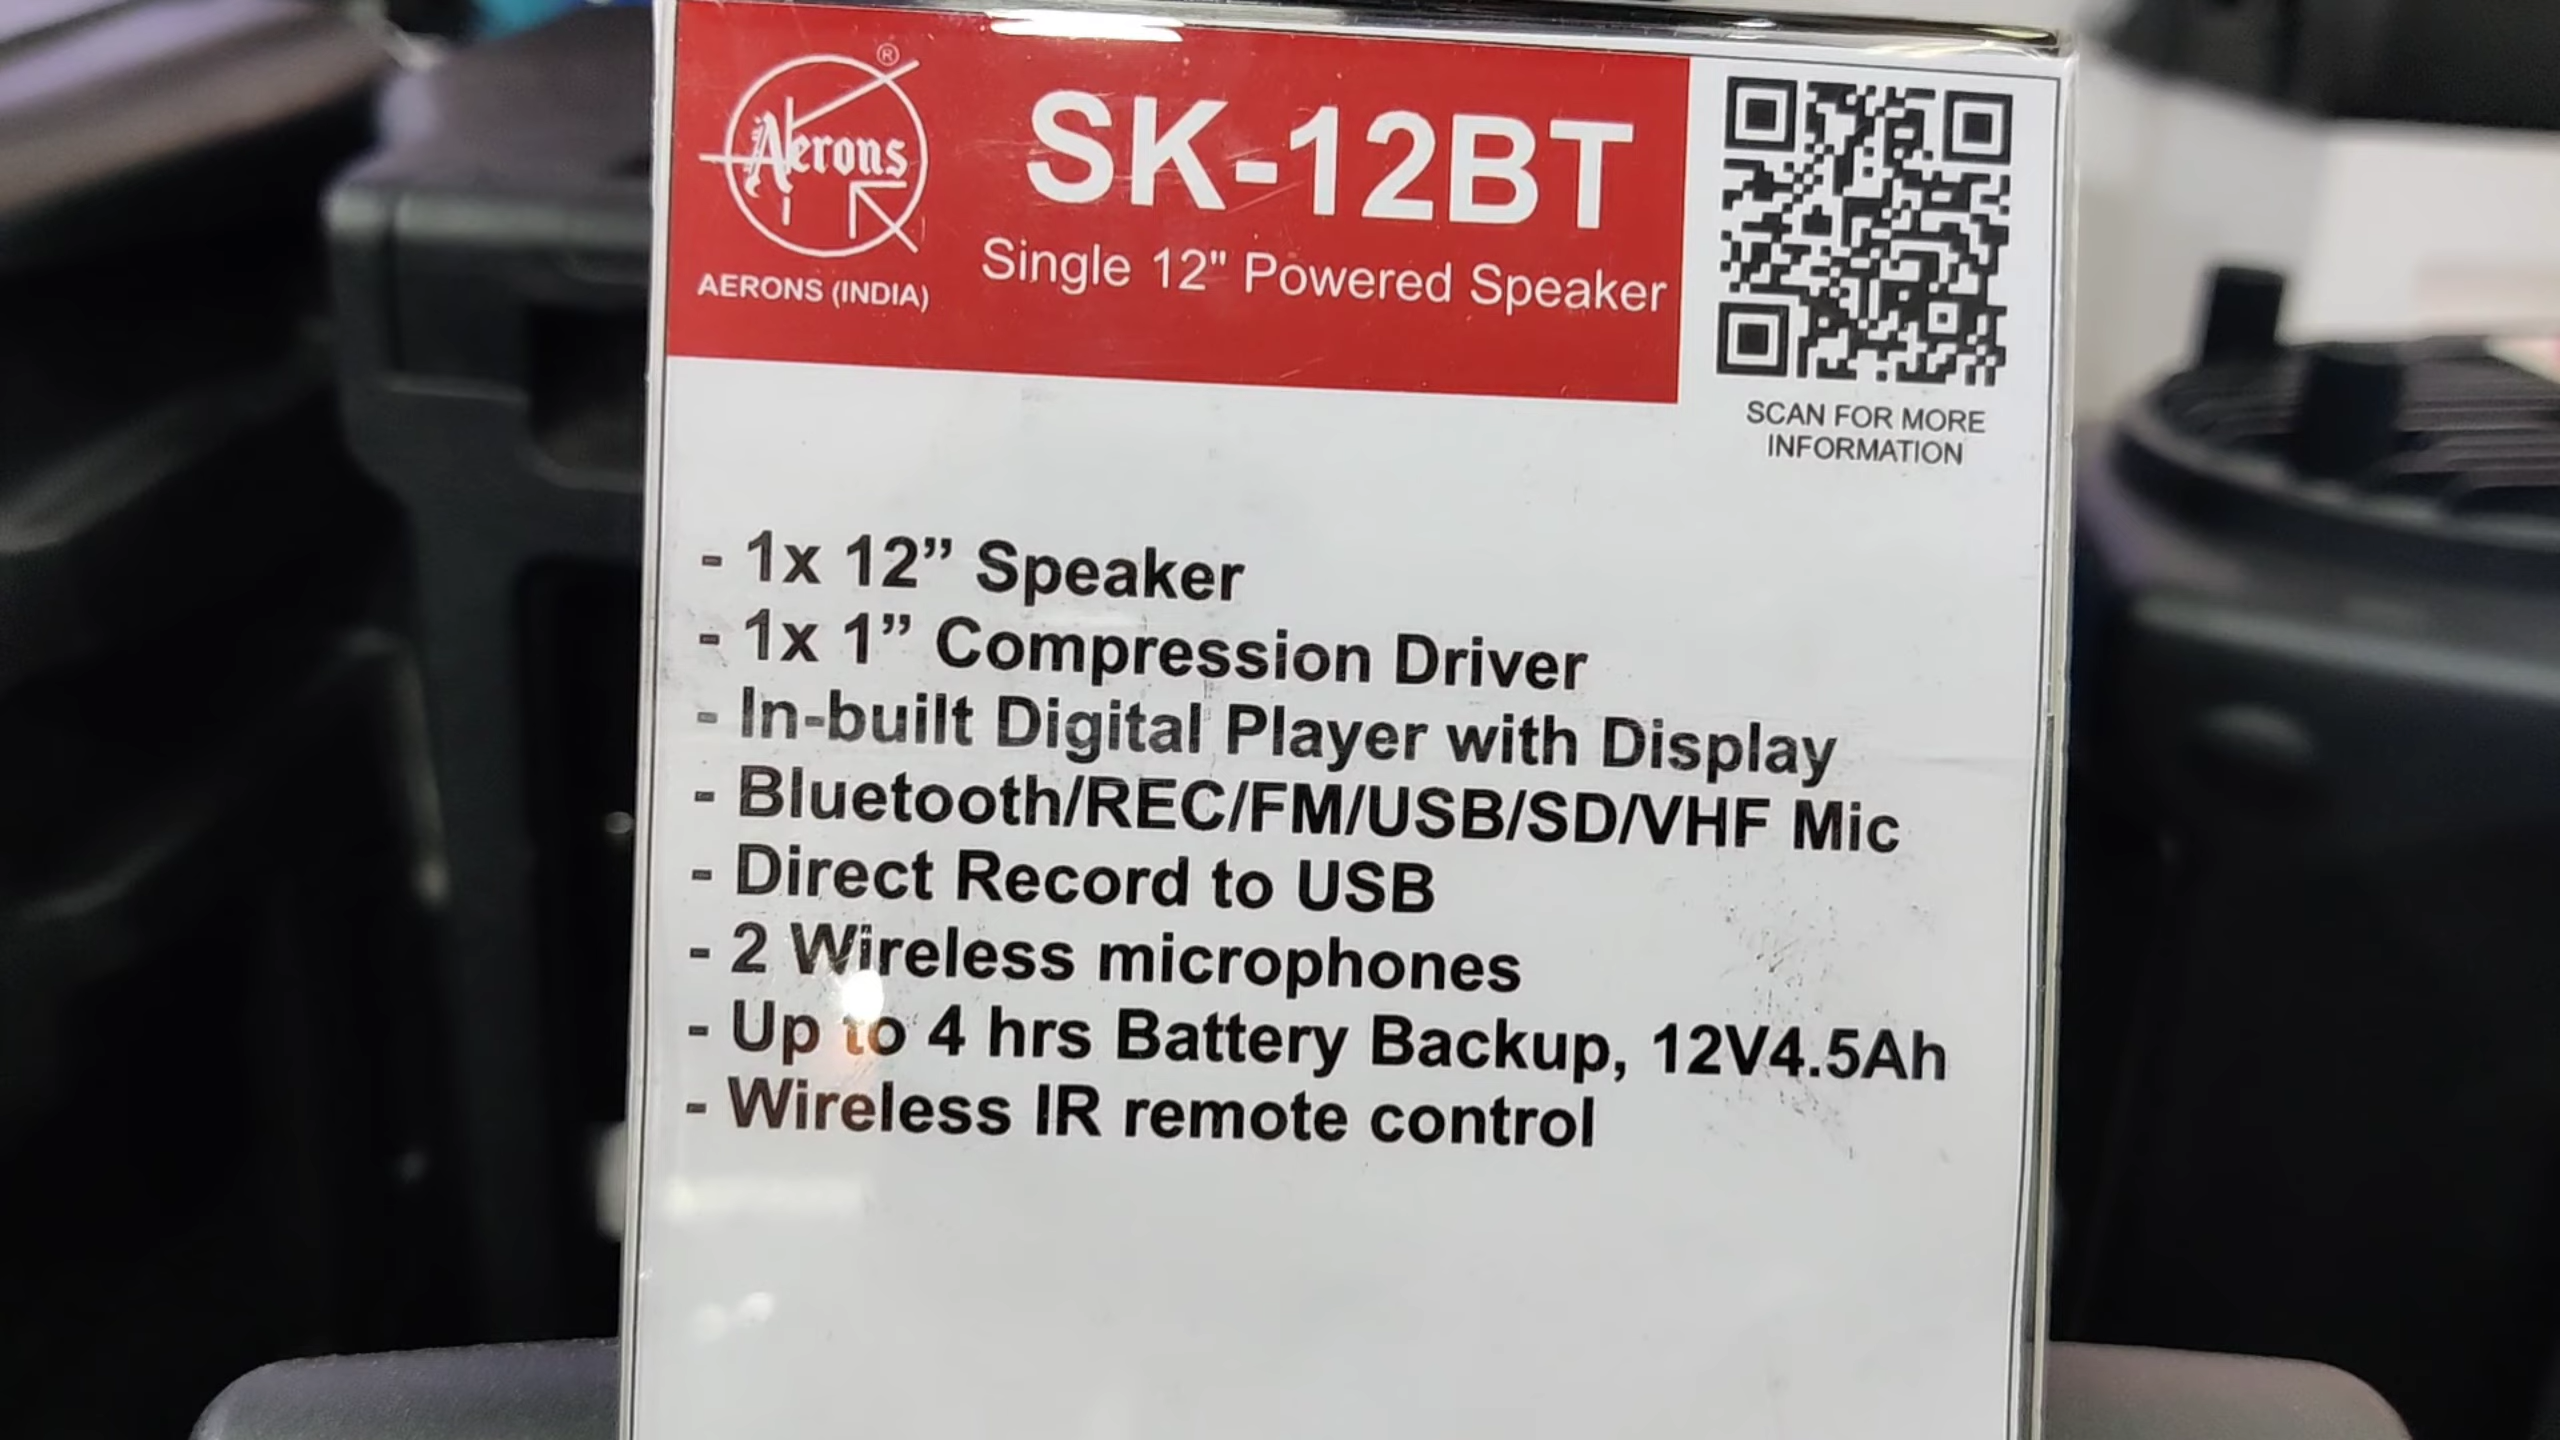 ®
Aerons
AERONS (INDIA)
SK-12BT
Single 12" Powered Speaker
SCAN FOR MORE
INFORMATION
- 1x 12” Speaker
- 1x 1” Compression Driver
- In-built Digital Player with Display
- Bluetooth/REC/FM/USB/SD/VHF Mic
- Direct Record to USB
- 2 Wireless microphones
- Up to 4 hrs Battery Backup, 12V4.5Ah
- Wireless IR remote control